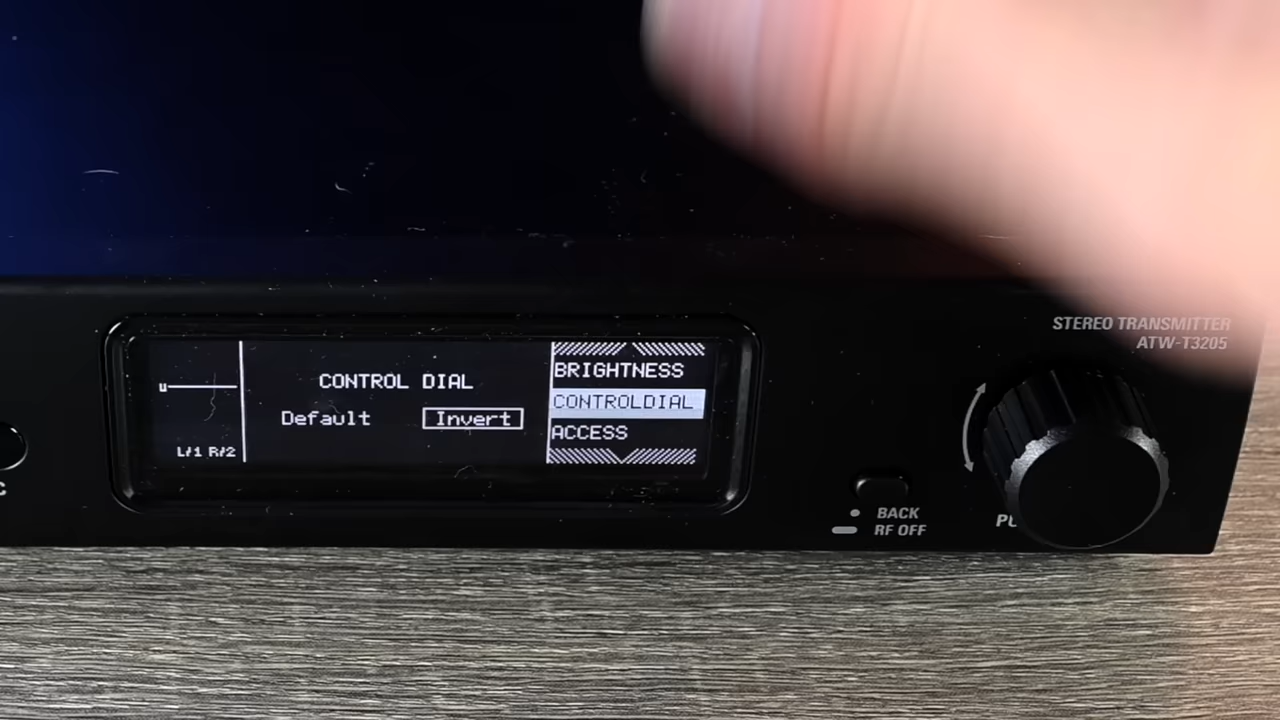 STEREO TRANSMITTER
ATW-T3205
CONTROL DIAL
Default Invert
L/1 R/2
BRIGHTNESS
CONTROLDIAL
ACCESS
BACK
RF OFF